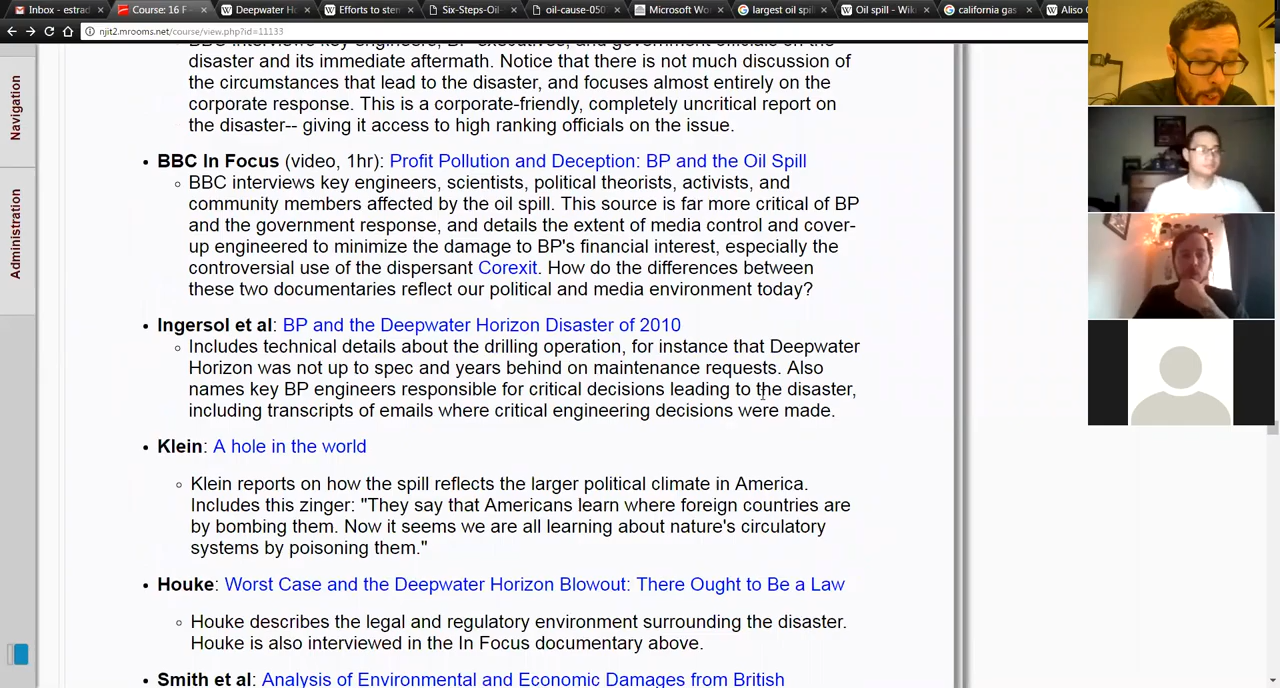 Inbox - estrad
Course: 16 F
Deepwater H
Efforts to ster
Six-Steps-Oil-
oil-cause-050
Microsoft Wo
largest oil spil
Oil spill - Wiki
california gas
Aliso
njit2.mrooms.net/course/view.php?id=11133
Navigation
Administration
BBC interviews key engineers, BP executives, and government officials on the
disaster and its immediate aftermath. Notice that there is not much discussion of
the circumstances that lead to the disaster, and focuses almost entirely on the
corporate response. This is a corporate-friendly, completely uncritical report on
the disaster-- giving it access to high ranking officials on the issue.
• BBC In Focus (video, 1hr): Profit Pollution and Deception: BP and the Oil Spill
◦ BBC interviews key engineers, scientists, political theorists, activists, and
community members affected by the oil spill. This source is far more critical of BP
and the government response, and details the extent of media control and cover-
up engineered to minimize the damage to BP's financial interest, especially the
controversial use of the dispersant Corexit. How do the differences between
these two documentaries reflect our political and media environment today?
• Ingersol et al: BP and the Deepwater Horizon Disaster of 2010
◦ Includes technical details about the drilling operation, for instance that Deepwater
Horizon was not up to spec and years behind on maintenance requests. Also
names key BP engineers responsible for critical decisions leading to the disaster,
including transcripts of emails where critical engineering decisions were made.
• Klein: A hole in the world
◦ Klein reports on how the spill reflects the larger political climate in America.
Includes this zinger: "They say that Americans learn where foreign countries are
by bombing them. Now it seems we are all learning about nature's circulatory
systems by poisoning them."
• Houke: Worst Case and the Deepwater Horizon Blowout: There Ought to Be a Law
◦ Houke describes the legal and regulatory environment surrounding the disaster.
Houke is also interviewed in the In Focus documentary above.
• Smith et al: Analysis of Environmental and Economic Damages from British